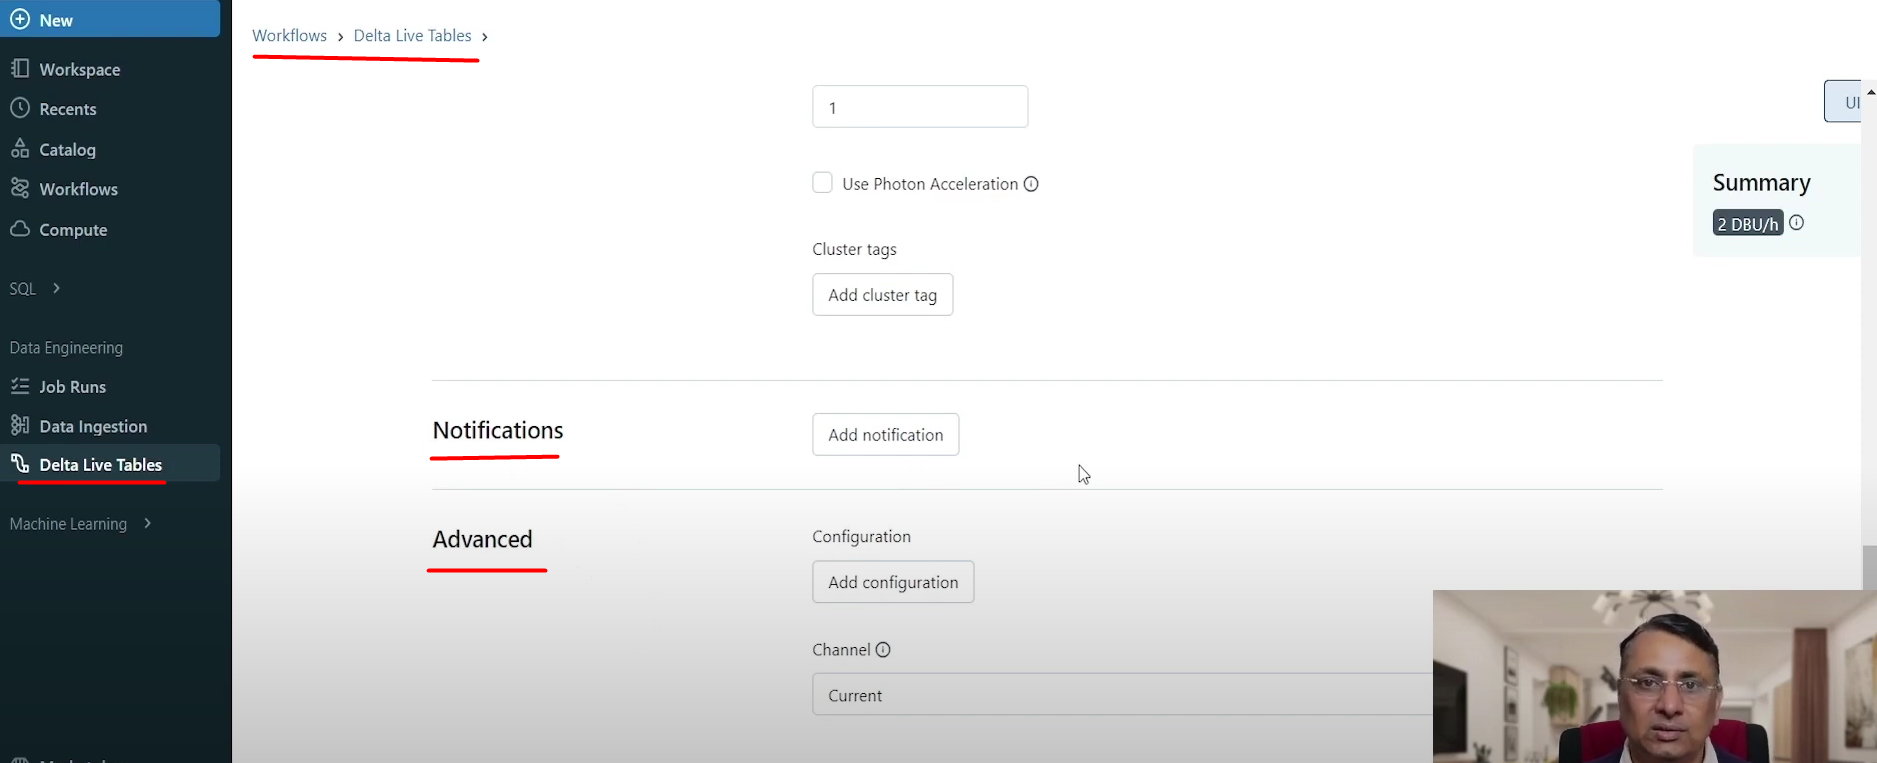 New
Workspace
Recents
Catalog
Workflows
Compute
SQL
Data Engineering
Job Runs
Data Ingestion
Delta Live Tables
Machine Learning
Workflows › Delta Live Tables ›
1
Use Photon Acceleration
Cluster tags
Add cluster tag
Notifications
Add notification
Advanced
Configuration
Add configuration
Channel
Current
UI
Summary
2 DBU/h